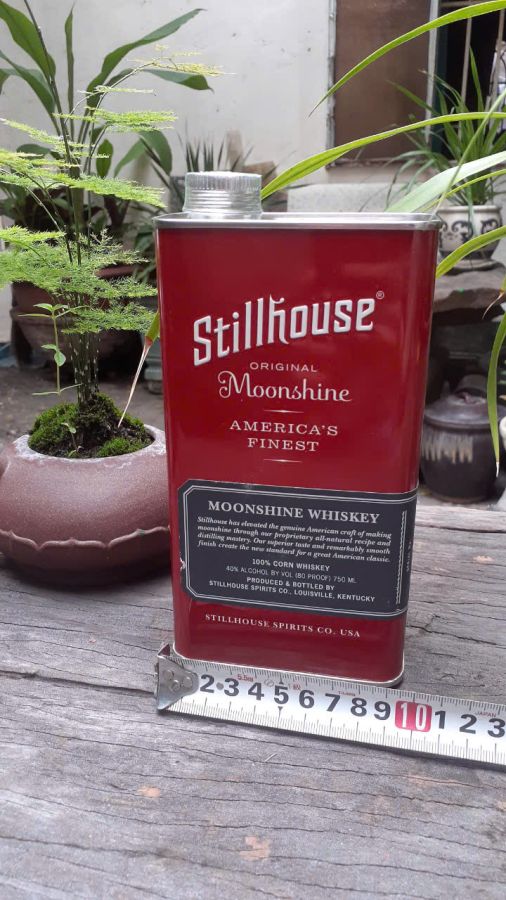 Stillhouse®
ORIGINAL
Moonshine
AMERICA'S
FINEST
MOONSHINE WHISKEY
Stillhouse has elevated the genuine American craft of making
moonshine through our proprietary all-natural recipe and
distilling mastery. Our superior taste and remarkably smooth
finish create the new standard for a great American classic.
100% CORN WHISKEY
40% ALCOHOL BY VOL (80 PROOF) 750 ML
PRODUCED & BOTTLED BY
STILLHOUSE SPIRITS CO., LOUISVILLE, KENTUCKY
STILLHOUSE SPIRITS CO. USA
5.5m
JAPAN
2 3 4 5 6 7 8 9 10 1 2 3